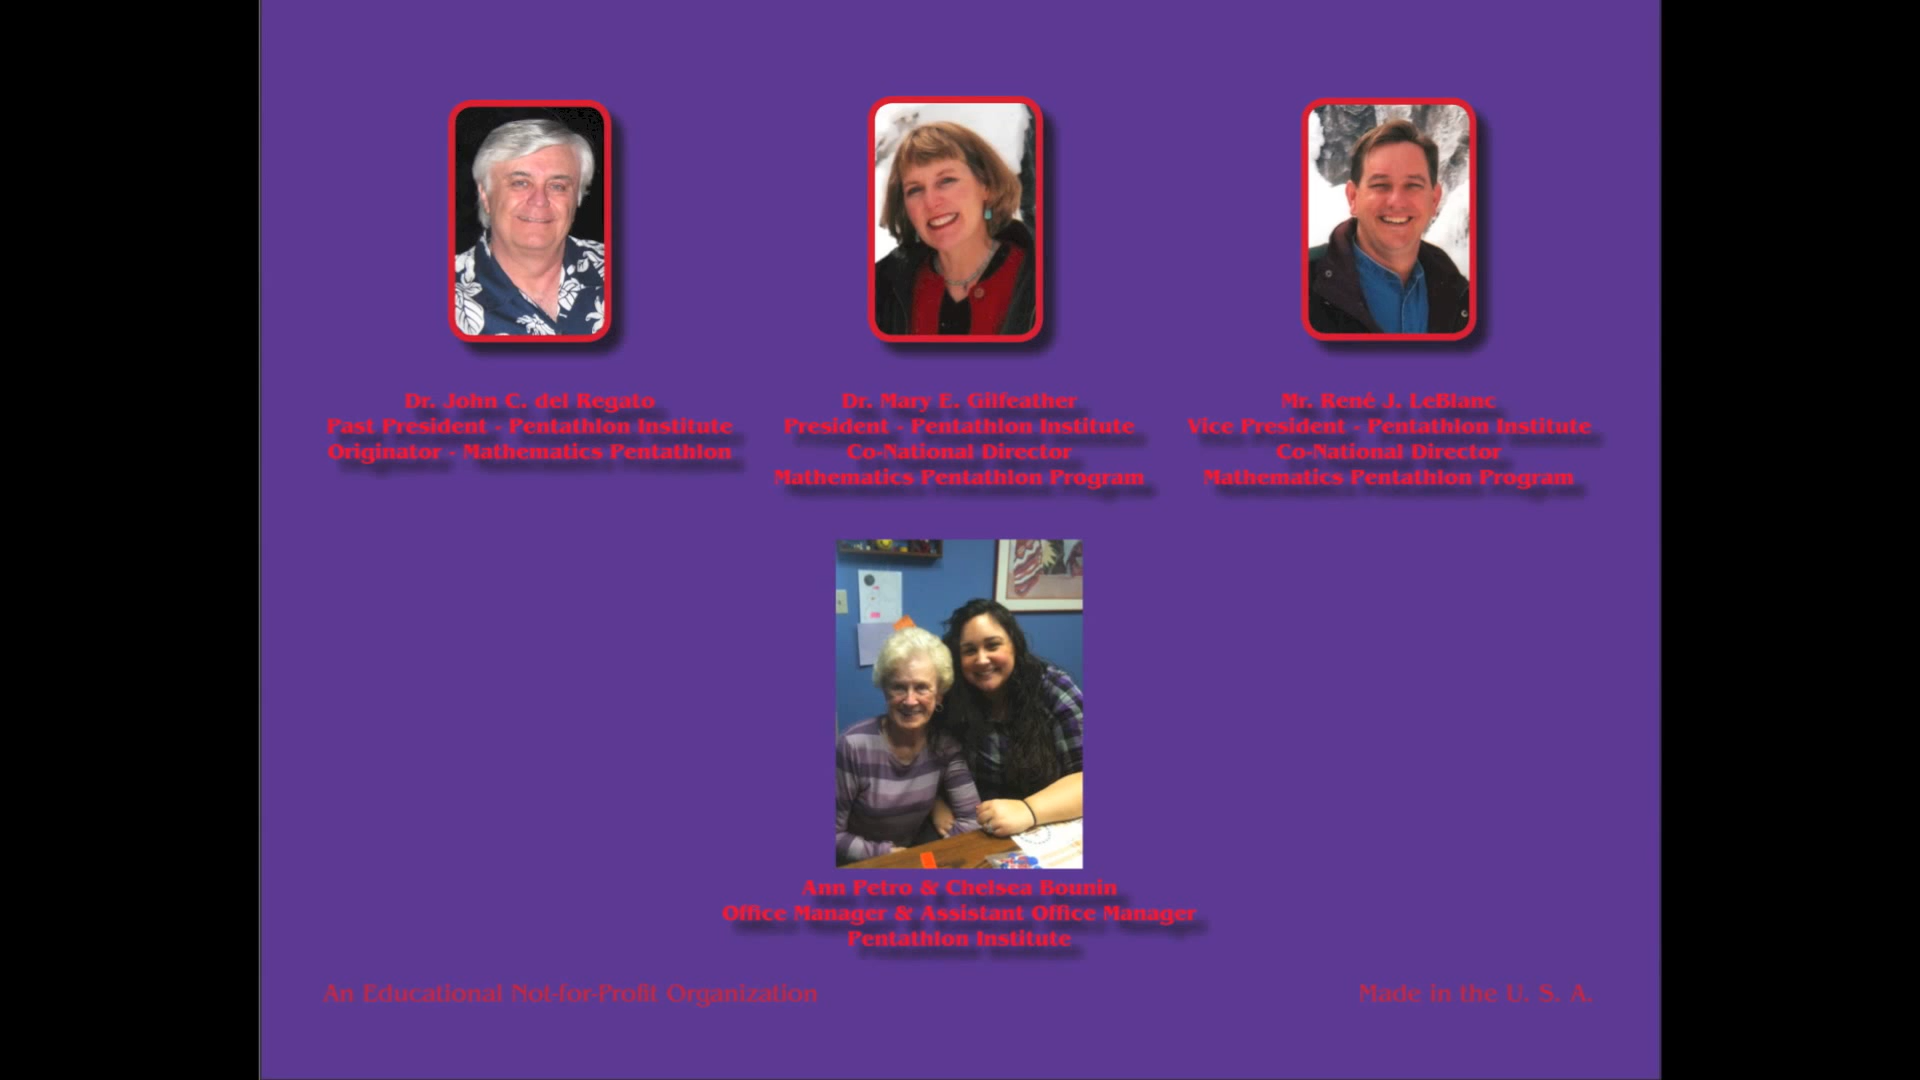 Dr. John C. del Regato
Past President - Pentathlon Institute
Originator - Mathematics Pentathlon
Dr. Mary E. Gilfeather
President - Pentathlon Institute
Co-National Director
Mathematics Pentathlon Program
Mr. René J. LeBlanc
Vice President - Pentathlon Institute
Co-National Director
Mathematics Pentathlon Program
Ann Petro & Chelsea Bounin
Office Manager & Assistant Office Manager
Pentathlon Institute
An Educational Not-for-Profit Organization
Made in the U. S. A.